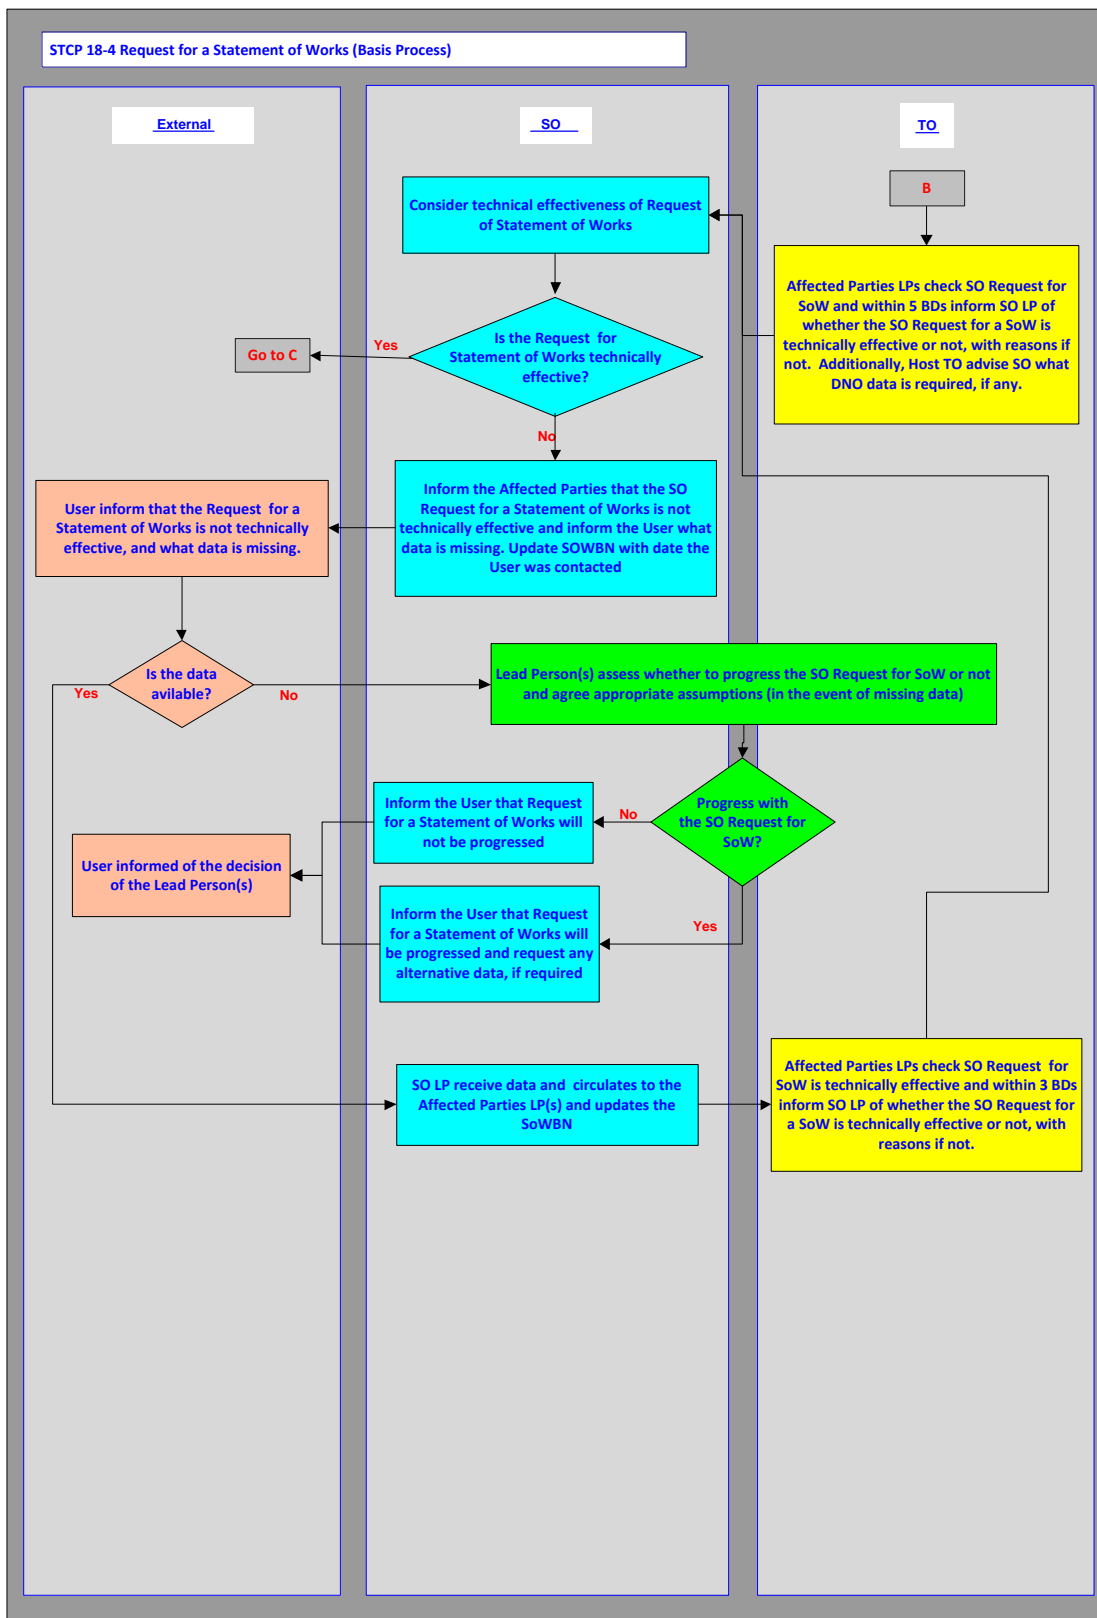 STCP 18-4 Request for a Statement of Works (Basis Process)
External
SO
TO
B
Consider technical effectiveness of Request
of Statement of Works
Affected Parties LPs check SO Request for
SoW and within 5 BDs inform SO LP of
whether the SO Request for a SoW is
technically effective or not, with reasons if
not. Additionally, Host TO advise SO what
DNO data is required, if any.
Is the Request for
Statement of Works technically
effective?
Yes
Go to C
No
Inform the Affected Parties that the SO
Request for a Statement of Works is not
technically effective and inform the User what
data is missing. Update SOWBN with date the
User was contacted
User inform that the Request for a
Statement of Works is not technically
effective, and what data is missing.
Is the data
avilable?
Yes
No
Lead Person(s) assess whether to progress the SO Request for SoW or not
and agree appropriate assumptions (in the event of missing data)
Progress with
the SO Request for
SoW?
No
Inform the User that Request
for a Statement of Works will
not be progressed
User informed of the decision
of the Lead Person(s)
Yes
Inform the User that Request
for a Statement of Works will
be progressed and request any
alternative data, if required
SO LP receive data and circulates to the
Affected Parties LP(s) and updates the
SoWBN
Affected Parties LPs check SO Request for
SoW is technically effective and within 3 BDs
inform SO LP of whether the SO Request for
a SoW is technically effective or not, with
reasons if not.